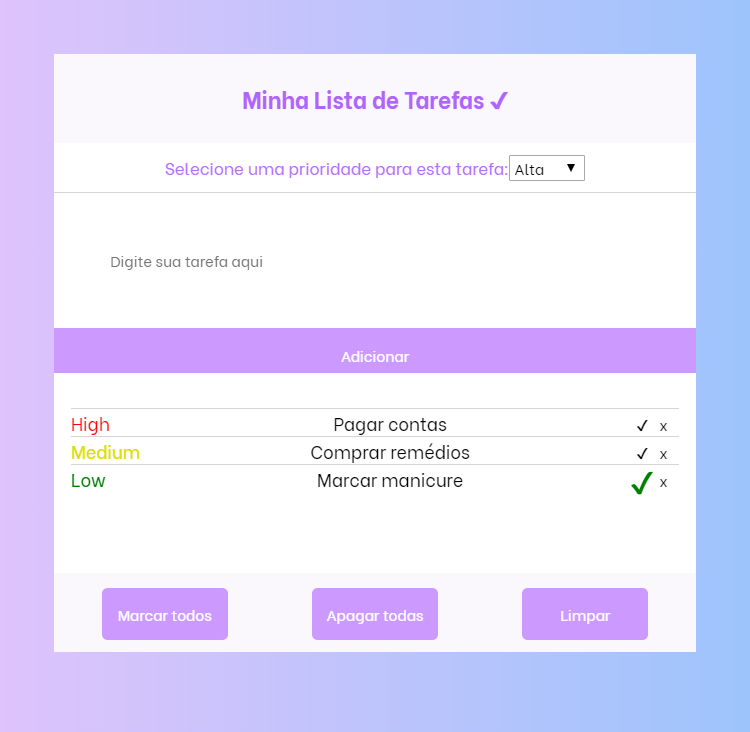 Minha Lista de Tarefas ✔
Selecione uma prioridade para esta tarefa: Alta ▼
Digite sua tarefa aqui
Adicionar
High Pagar contas ✔ x
Medium Comprar remédios ✔ x
Low Marcar manicure ✔ x
Marcar todos Apagar todas Limpar